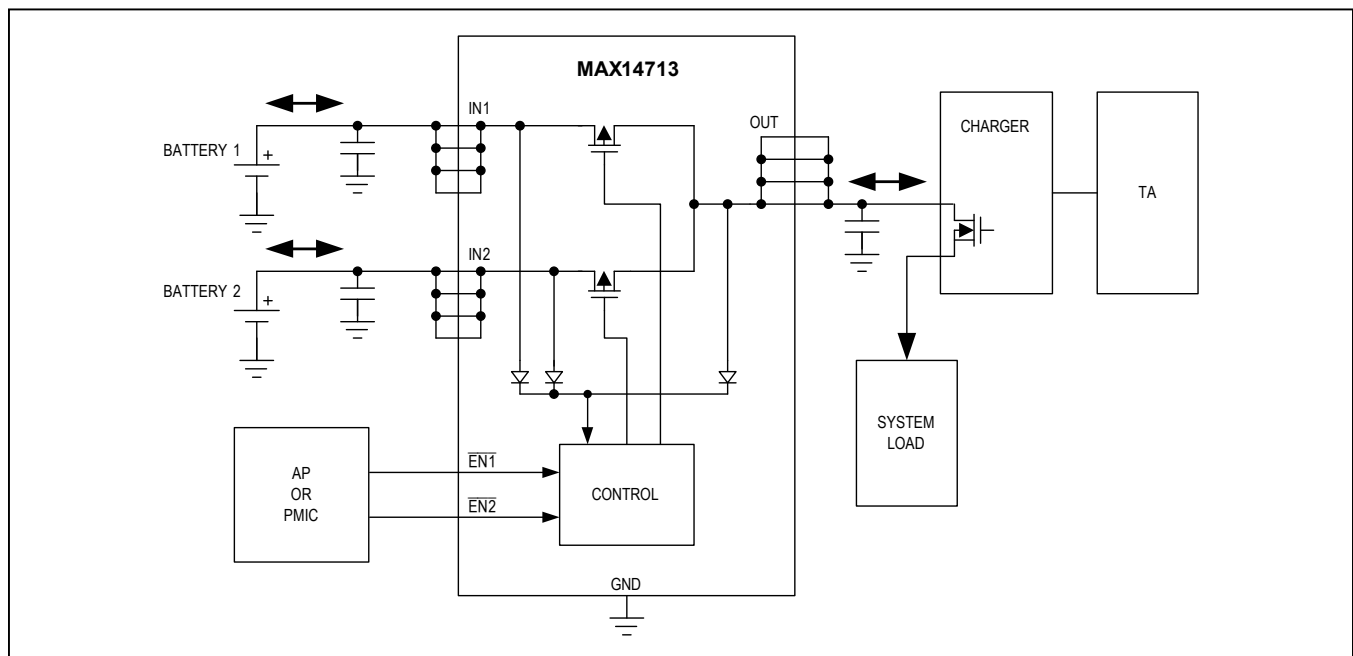 MAX14713
IN1
OUT
CHARGER
TA
BATTERY 1
+
IN2
BATTERY 2
+
SYSTEM
LOAD
AP
OR
PMIC
EN1
EN2
CONTROL
GND